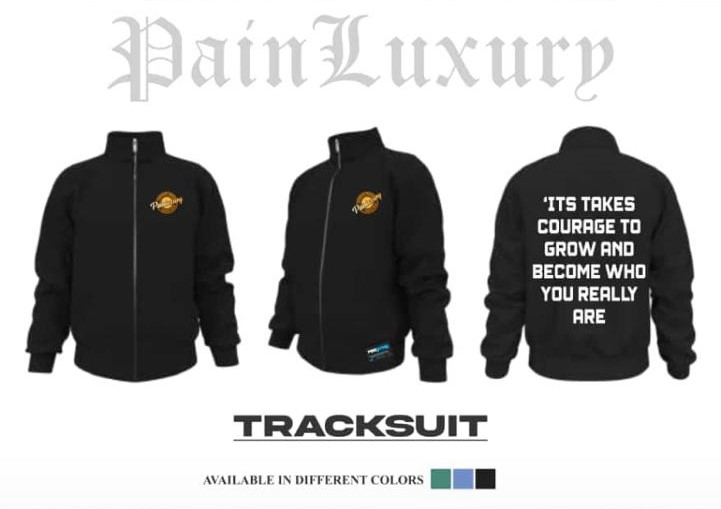 PainLuxury
‘ITS TAKES
COURAGE TO
GROW AND
BECOME WHO
YOU REALLY
ARE
TRACKSUIT
AVAILABLE IN DIFFERENT COLORS